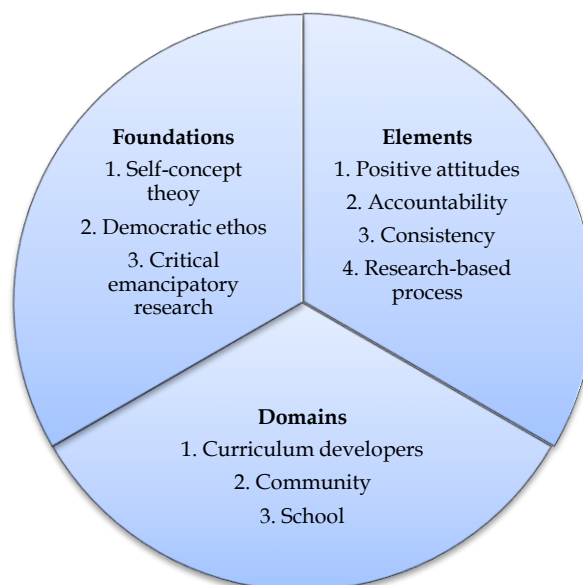 Foundations
1. Self-concept
theoy
2. Democratic ethos
3. Critical
emancipatory
research
Elements
1. Positive attitudes
2. Accountability
3. Consistency
4. Research-based
process
Domains
1. Curriculum developers
2. Community
3. School